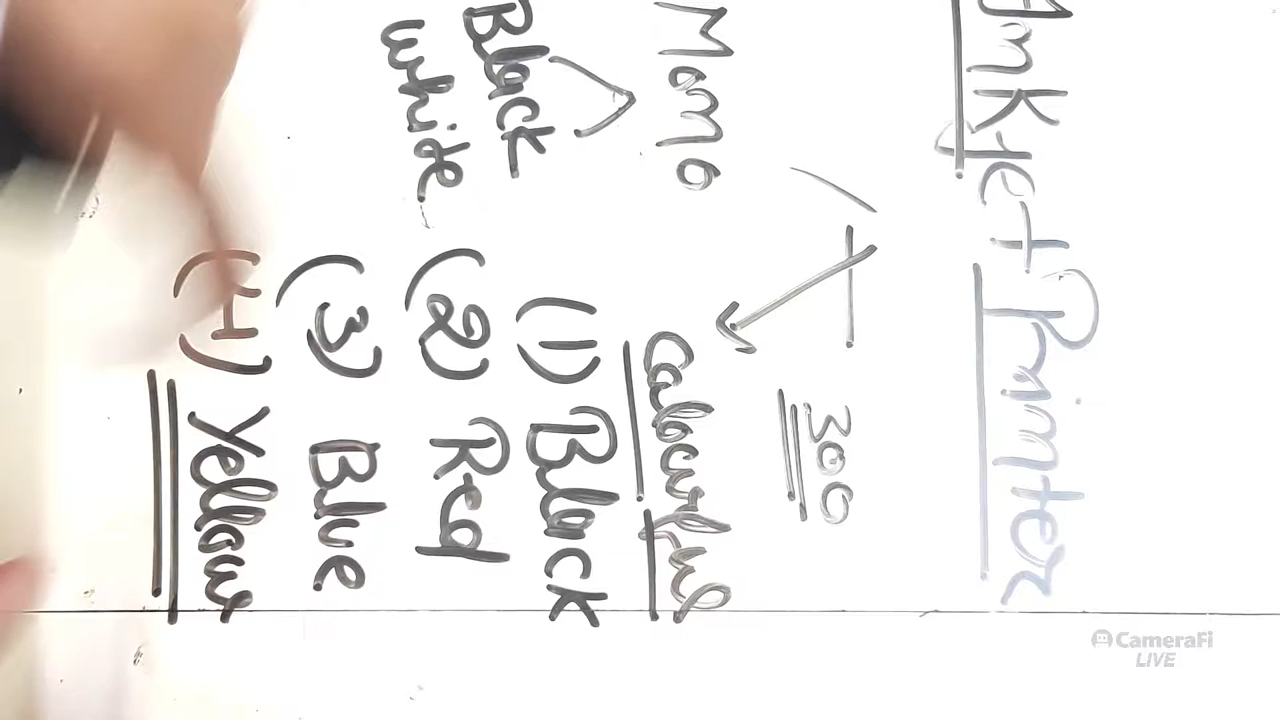 Inkjet Printer
300
Mono
Colourful
Black
White
(1) Black
(2) Red
(3) Blue
(4) Yellow
CameraFi
LIVE